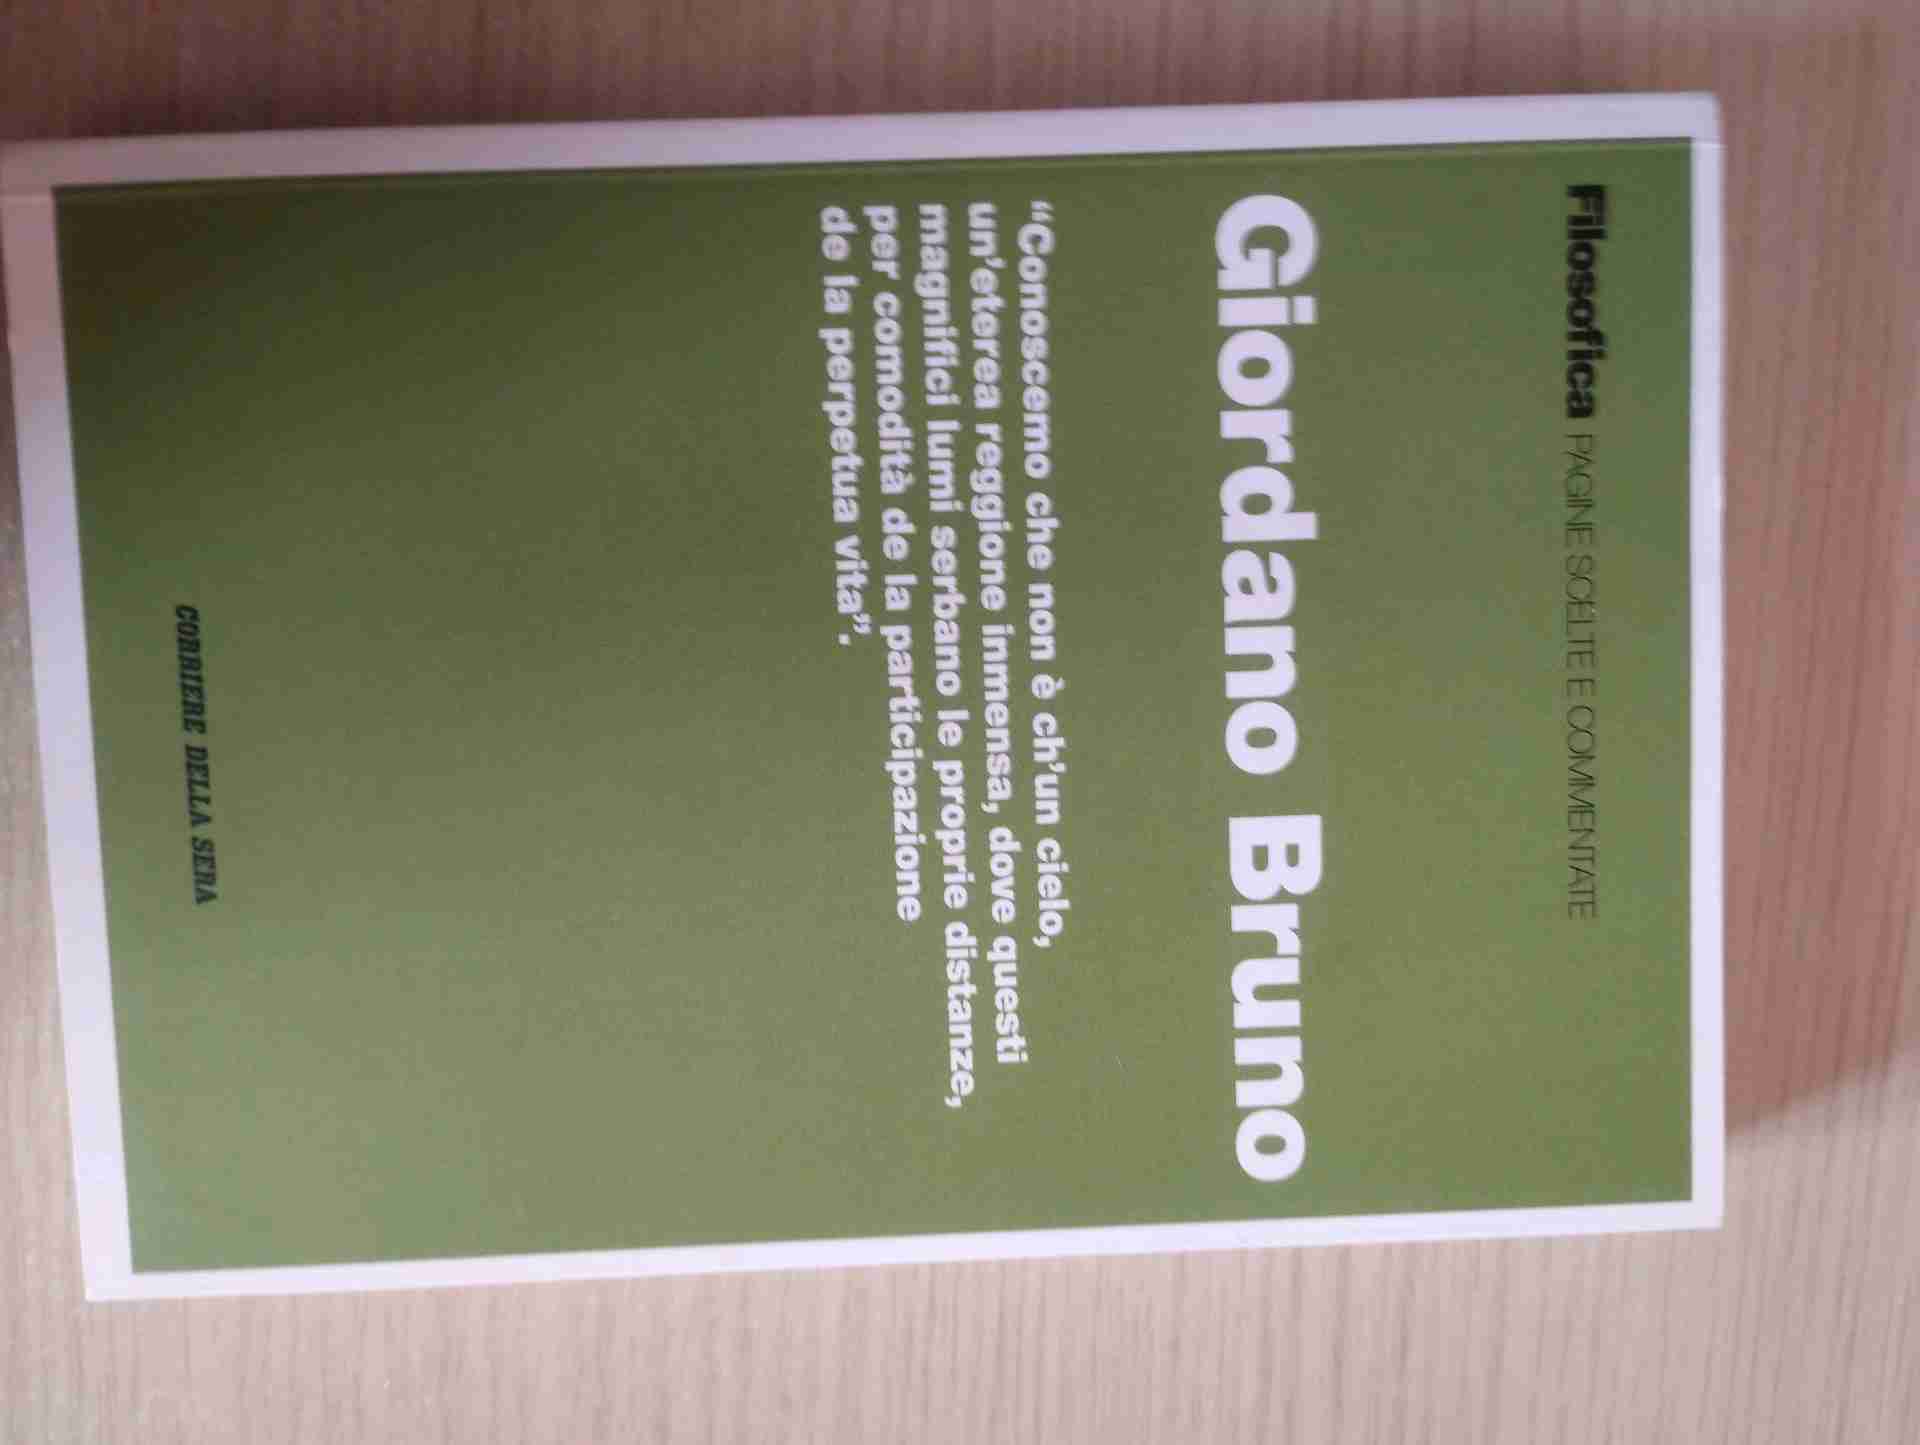 Filosofica PAGINE SCELTE E COMMENTATE
Giordano Bruno
“Conoscemo che non è ch’un cielo,
un’eterea reggione inmensa, dove questi
magnifici lumi serbano le proprie distanze,
per comodità de la participazione
de la perpetua vita”.
CORRIERE DELLA SERA